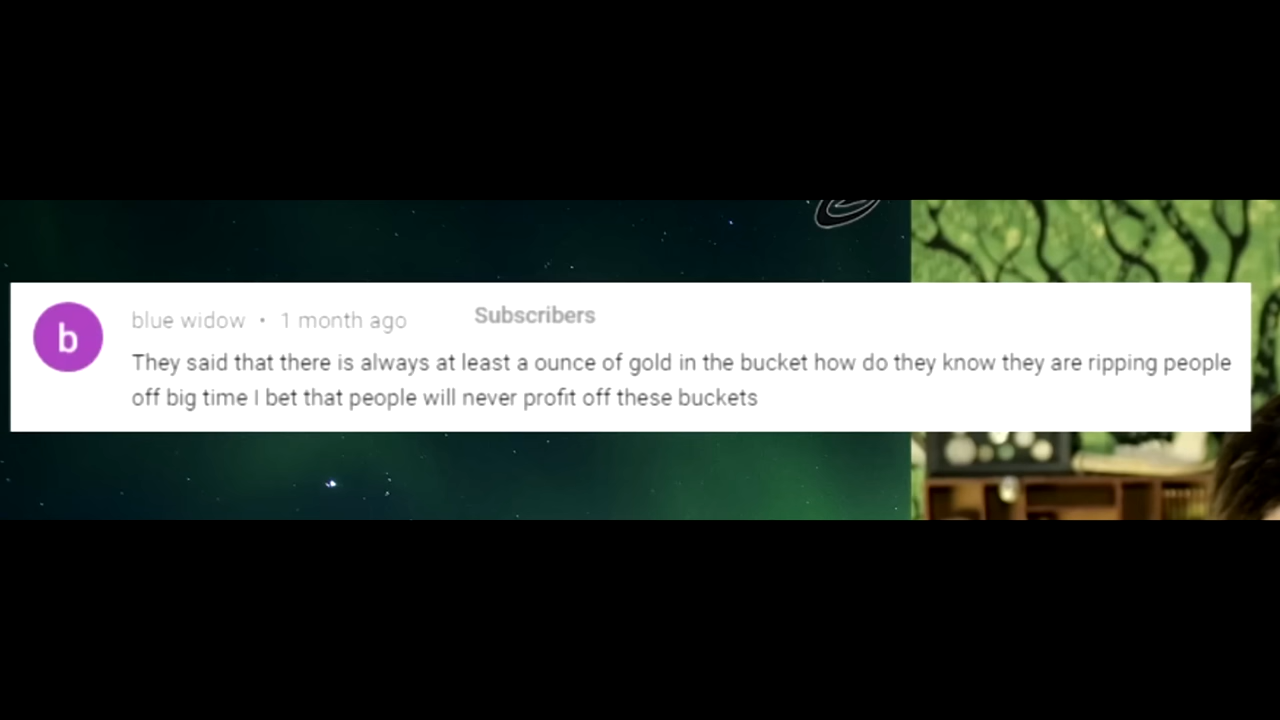 b
blue widow • 1 month ago
Subscribers
They said that there is always at least a ounce of gold in the bucket how do they know they are ripping people
off big time I bet that people will never profit off these buckets